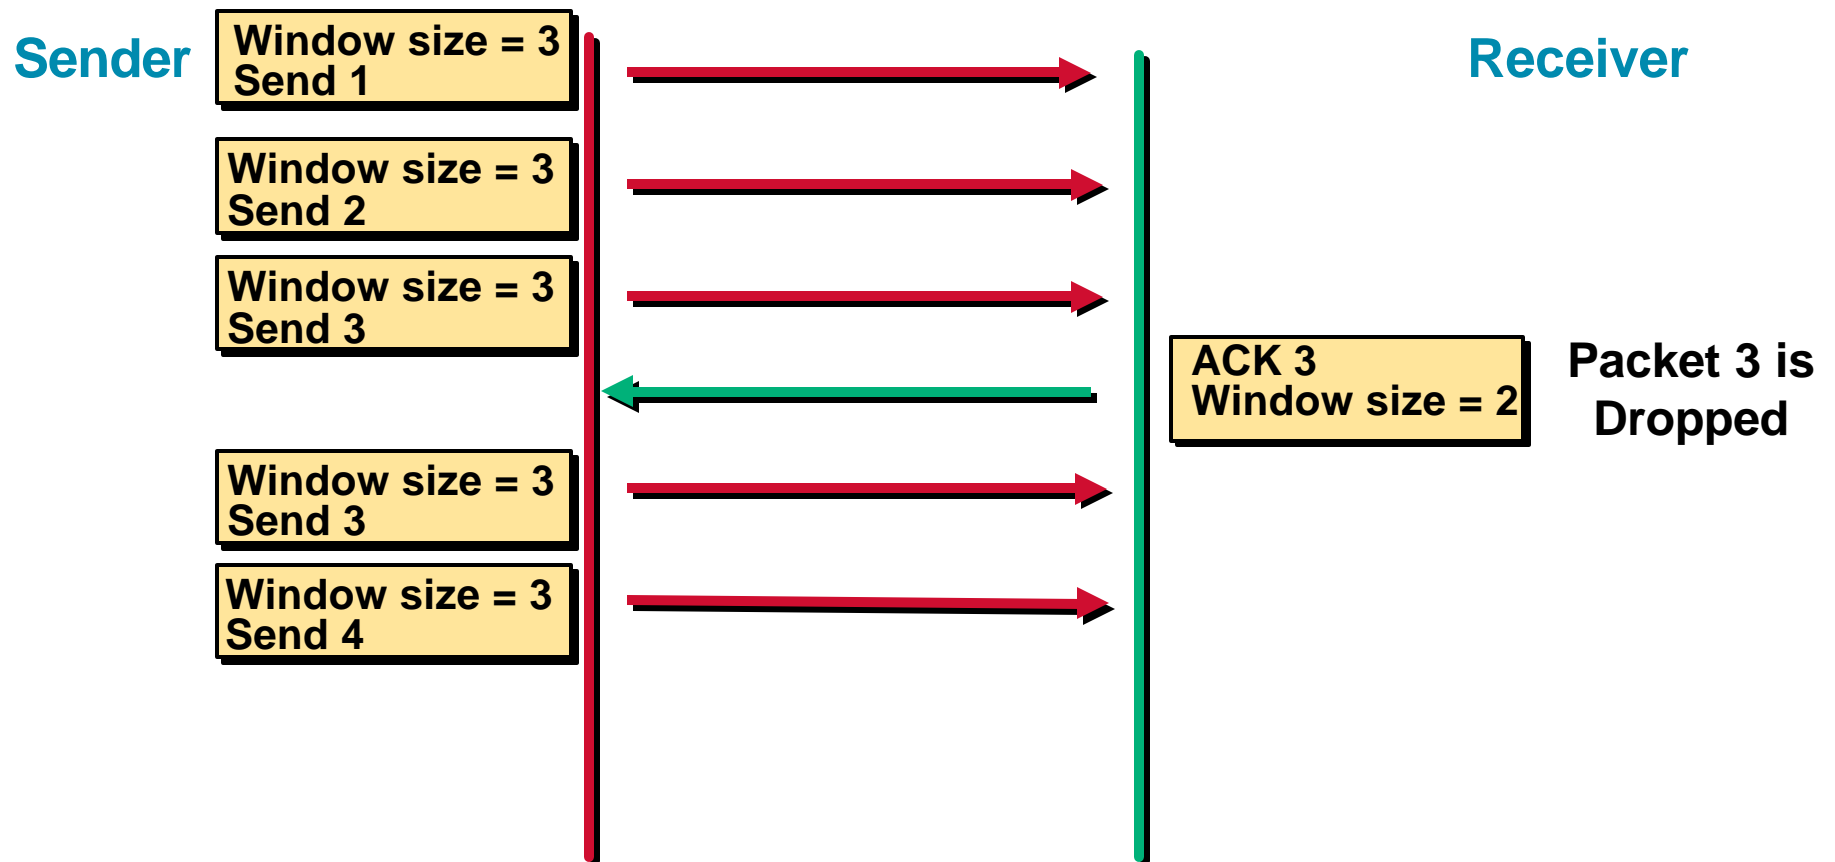 Sender
Window size = 3
Send 1
Receiver
Window size = 3
Send 2
Window size = 3
Send 3
ACK 3
Window size = 2
Packet 3 is
Dropped
Window size = 3
Send 3
Window size = 3
Send 4